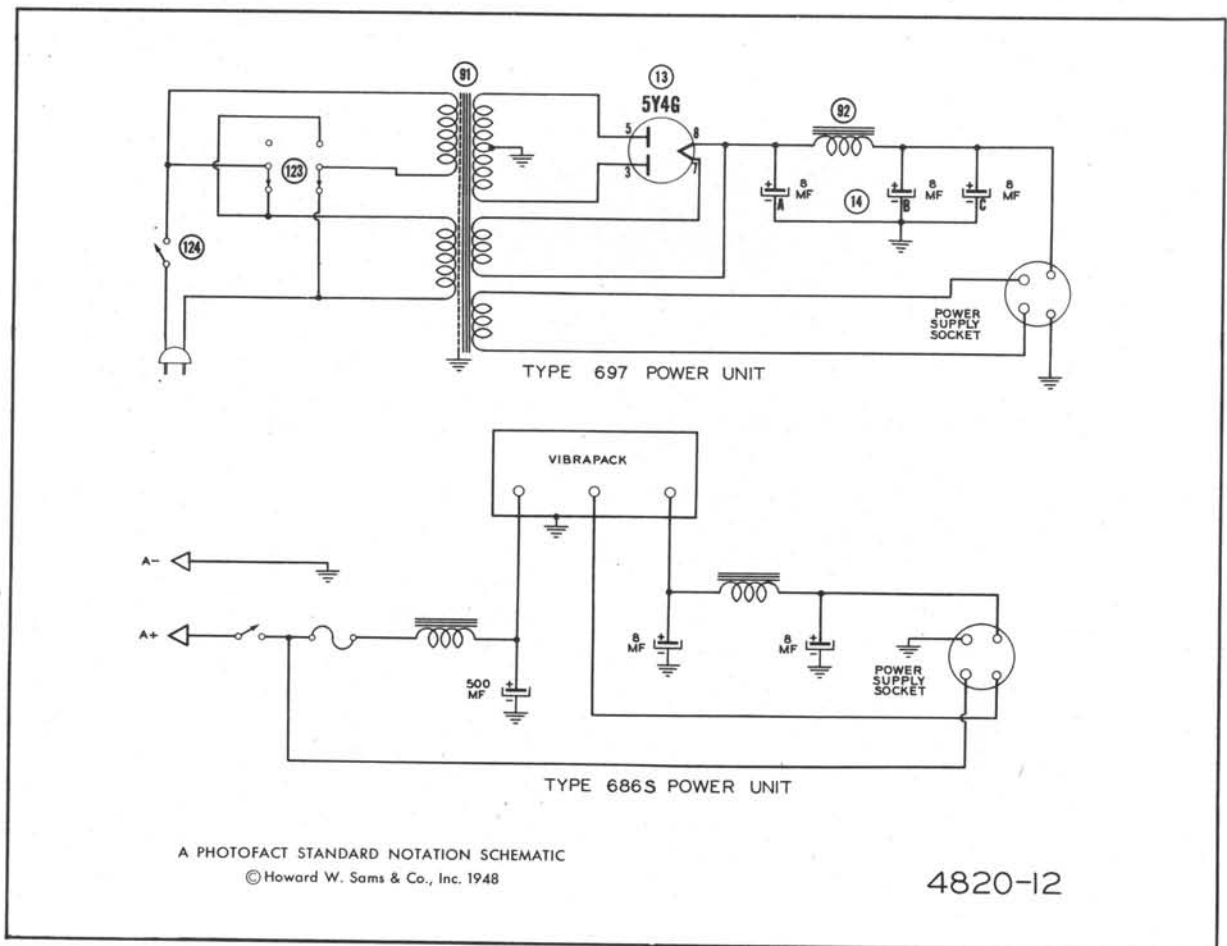 91
13
5Y4G
92
5
8
3
7
123
124
+
8
MF
-
A
14
+
8
MF
-
B
+
8
MF
-
C
POWER
SUPPLY
SOCKET
TYPE 697 POWER UNIT
VIBRAPACK
A-
A+
500
MF
+
-
8
MF
+
-
8
MF
+
-
POWER
SUPPLY
SOCKET
TYPE 686S POWER UNIT
A PHOTOFACT STANDARD NOTATION SCHEMATIC
© Howard W. Sams & Co., Inc. 1948
4820-12